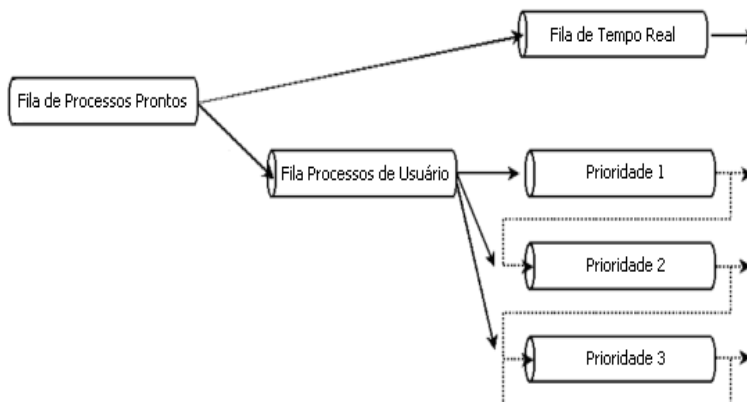 Fila de Tempo Real
Fila de Processos Prontos
Fila Processos de Usuário
Prioridade 1
Prioridade 2
Prioridade 3